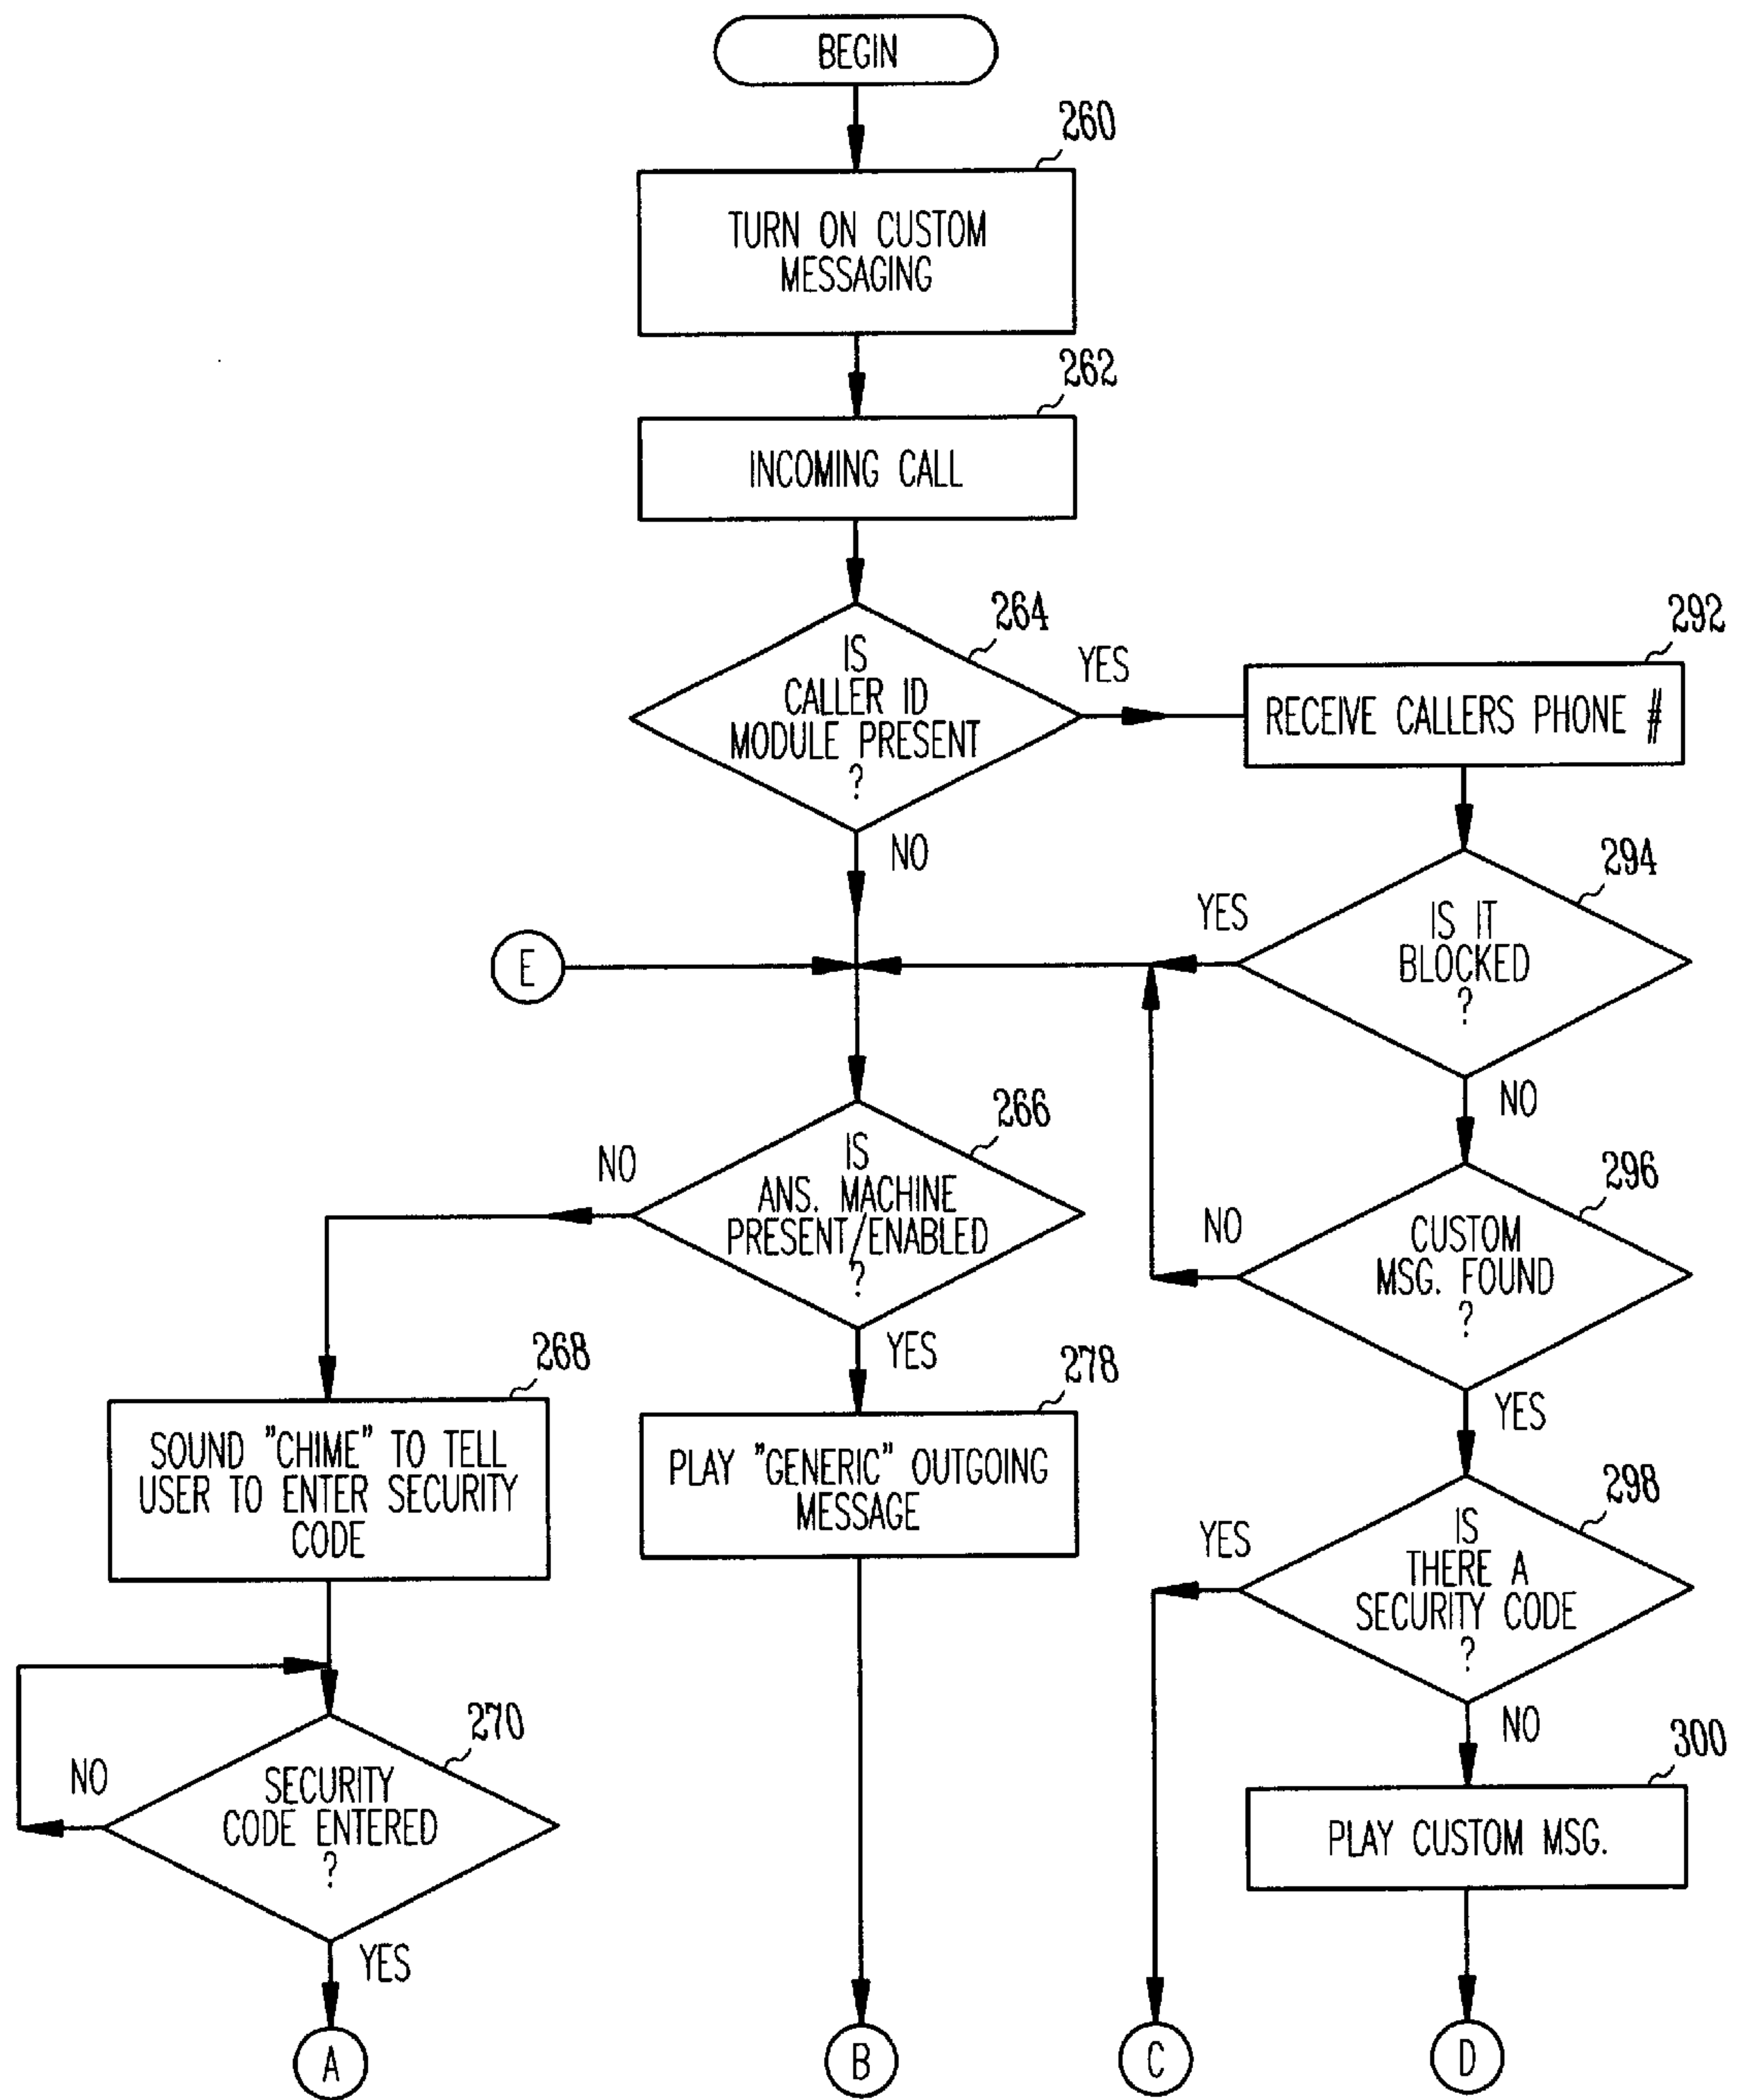 BEGIN
260
TURN ON CUSTOM
MESSAGING
262
INCOMING CALL
264
IS
CALLER ID
MODULE PRESENT
?
YES
NO
292
RECEIVE CALLERS PHONE #
294
IS IT
BLOCKED
?
YES
NO
E
266
IS
ANS. MACHINE
PRESENT/ENABLED
?
NO
YES
296
CUSTOM
MSG. FOUND
?
NO
YES
268
SOUND "CHIME" TO TELL
USER TO ENTER SECURITY
CODE
278
PLAY "GENERIC" OUTGOING
MESSAGE
298
IS
THERE A
SECURITY CODE
?
YES
NO
270
SECURITY
CODE ENTERED
?
NO
YES
300
PLAY CUSTOM MSG.
A
B
C
D